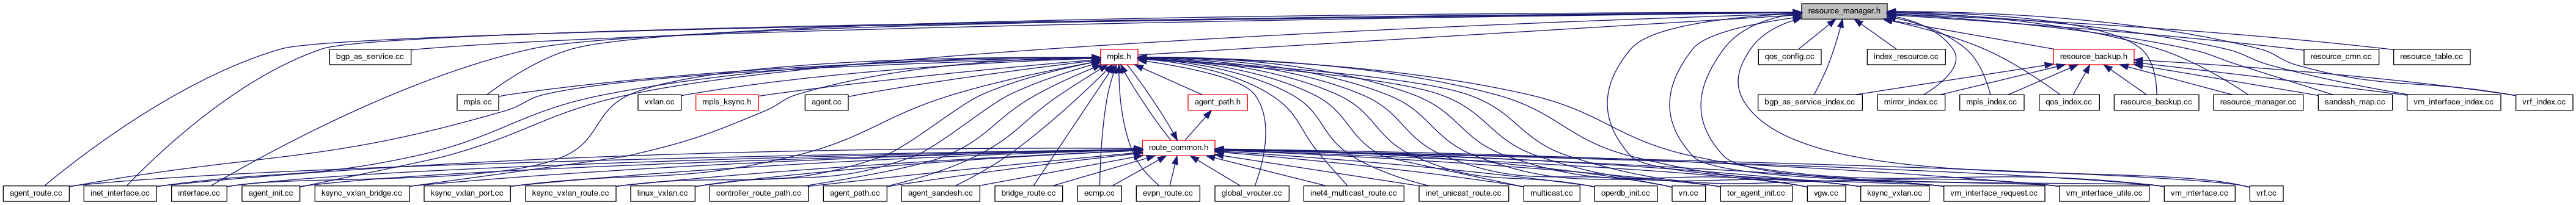 resource_manager.h
bgp_as_service.cc
mpls.h
qos_config.cc
index_resource.cc
resource_backup.h
resource_cmn.cc
resource_table.cc
mpls.cc
vxlan.cc
mpls_ksync.h
agent.cc
agent_path.h
bgp_as_service_index.cc
mirror_index.cc
mpls_index.cc
qos_index.cc
resource_backup.cc
resource_manager.cc
sandesh_map.cc
vm_interface_index.cc
vrf_index.cc
route_common.h
agent_route.cc
inet_interface.cc
interface.cc
agent_init.cc
ksync_vxlan_bridge.cc
ksync_vxlan_port.cc
ksync_vxlan_route.cc
linux_vxlan.cc
controller_route_path.cc
agent_path.cc
agent_sandesh.cc
bridge_route.cc
ecmp.cc
evpn_route.cc
global_vrouter.cc
inet4_multicast_route.cc
inet_unicast_route.cc
multicast.cc
operdb_init.cc
vn.cc
tor_agent_init.cc
vgw.cc
ksync_vxlan.cc
vm_interface_request.cc
vm_interface_utils.cc
vm_interface.cc
vrf.cc